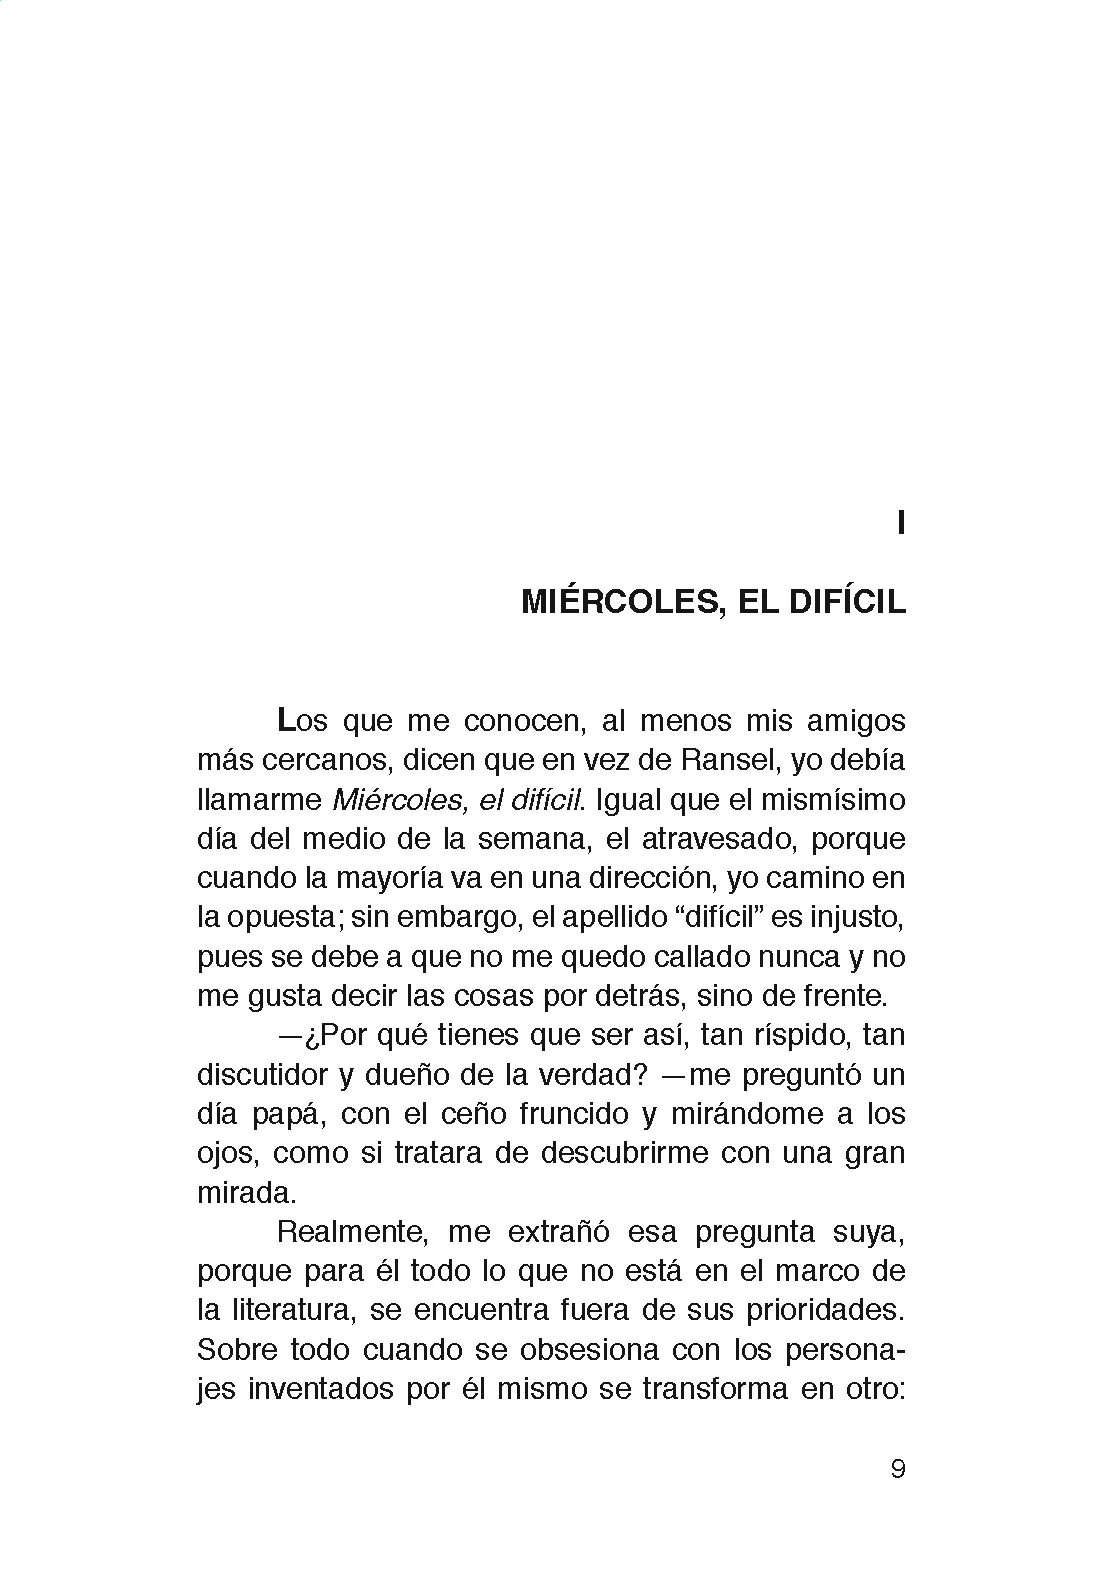 I
MIÉRCOLES, EL DIFÍCIL
Los que me conocen, al menos mis amigos
más cercanos, dicen que en vez de Ransel, yo debía
llamarme Miércoles, el difícil. Igual que el mismísimo
día del medio de la semana, el atravesado, porque
cuando la mayoría va en una dirección, yo camino en
la opuesta; sin embargo, el apellido “difícil” es injusto,
pues se debe a que no me quedo callado nunca y no
me gusta decir las cosas por detrás, sino de frente.
—¿Por qué tienes que ser así, tan ríspido, tan
discutidor y dueño de la verdad? —me preguntó un
día papá, con el ceño fruncido y mirándome a los
ojos, como si tratara de descubrirme con una gran
mirada.
Realmente, me extrañó esa pregunta suya,
porque para él todo lo que no está en el marco de
la literatura, se encuentra fuera de sus prioridades.
Sobre todo cuando se obsesiona con los persona-
jes inventados por él mismo se transforma en otro:
9